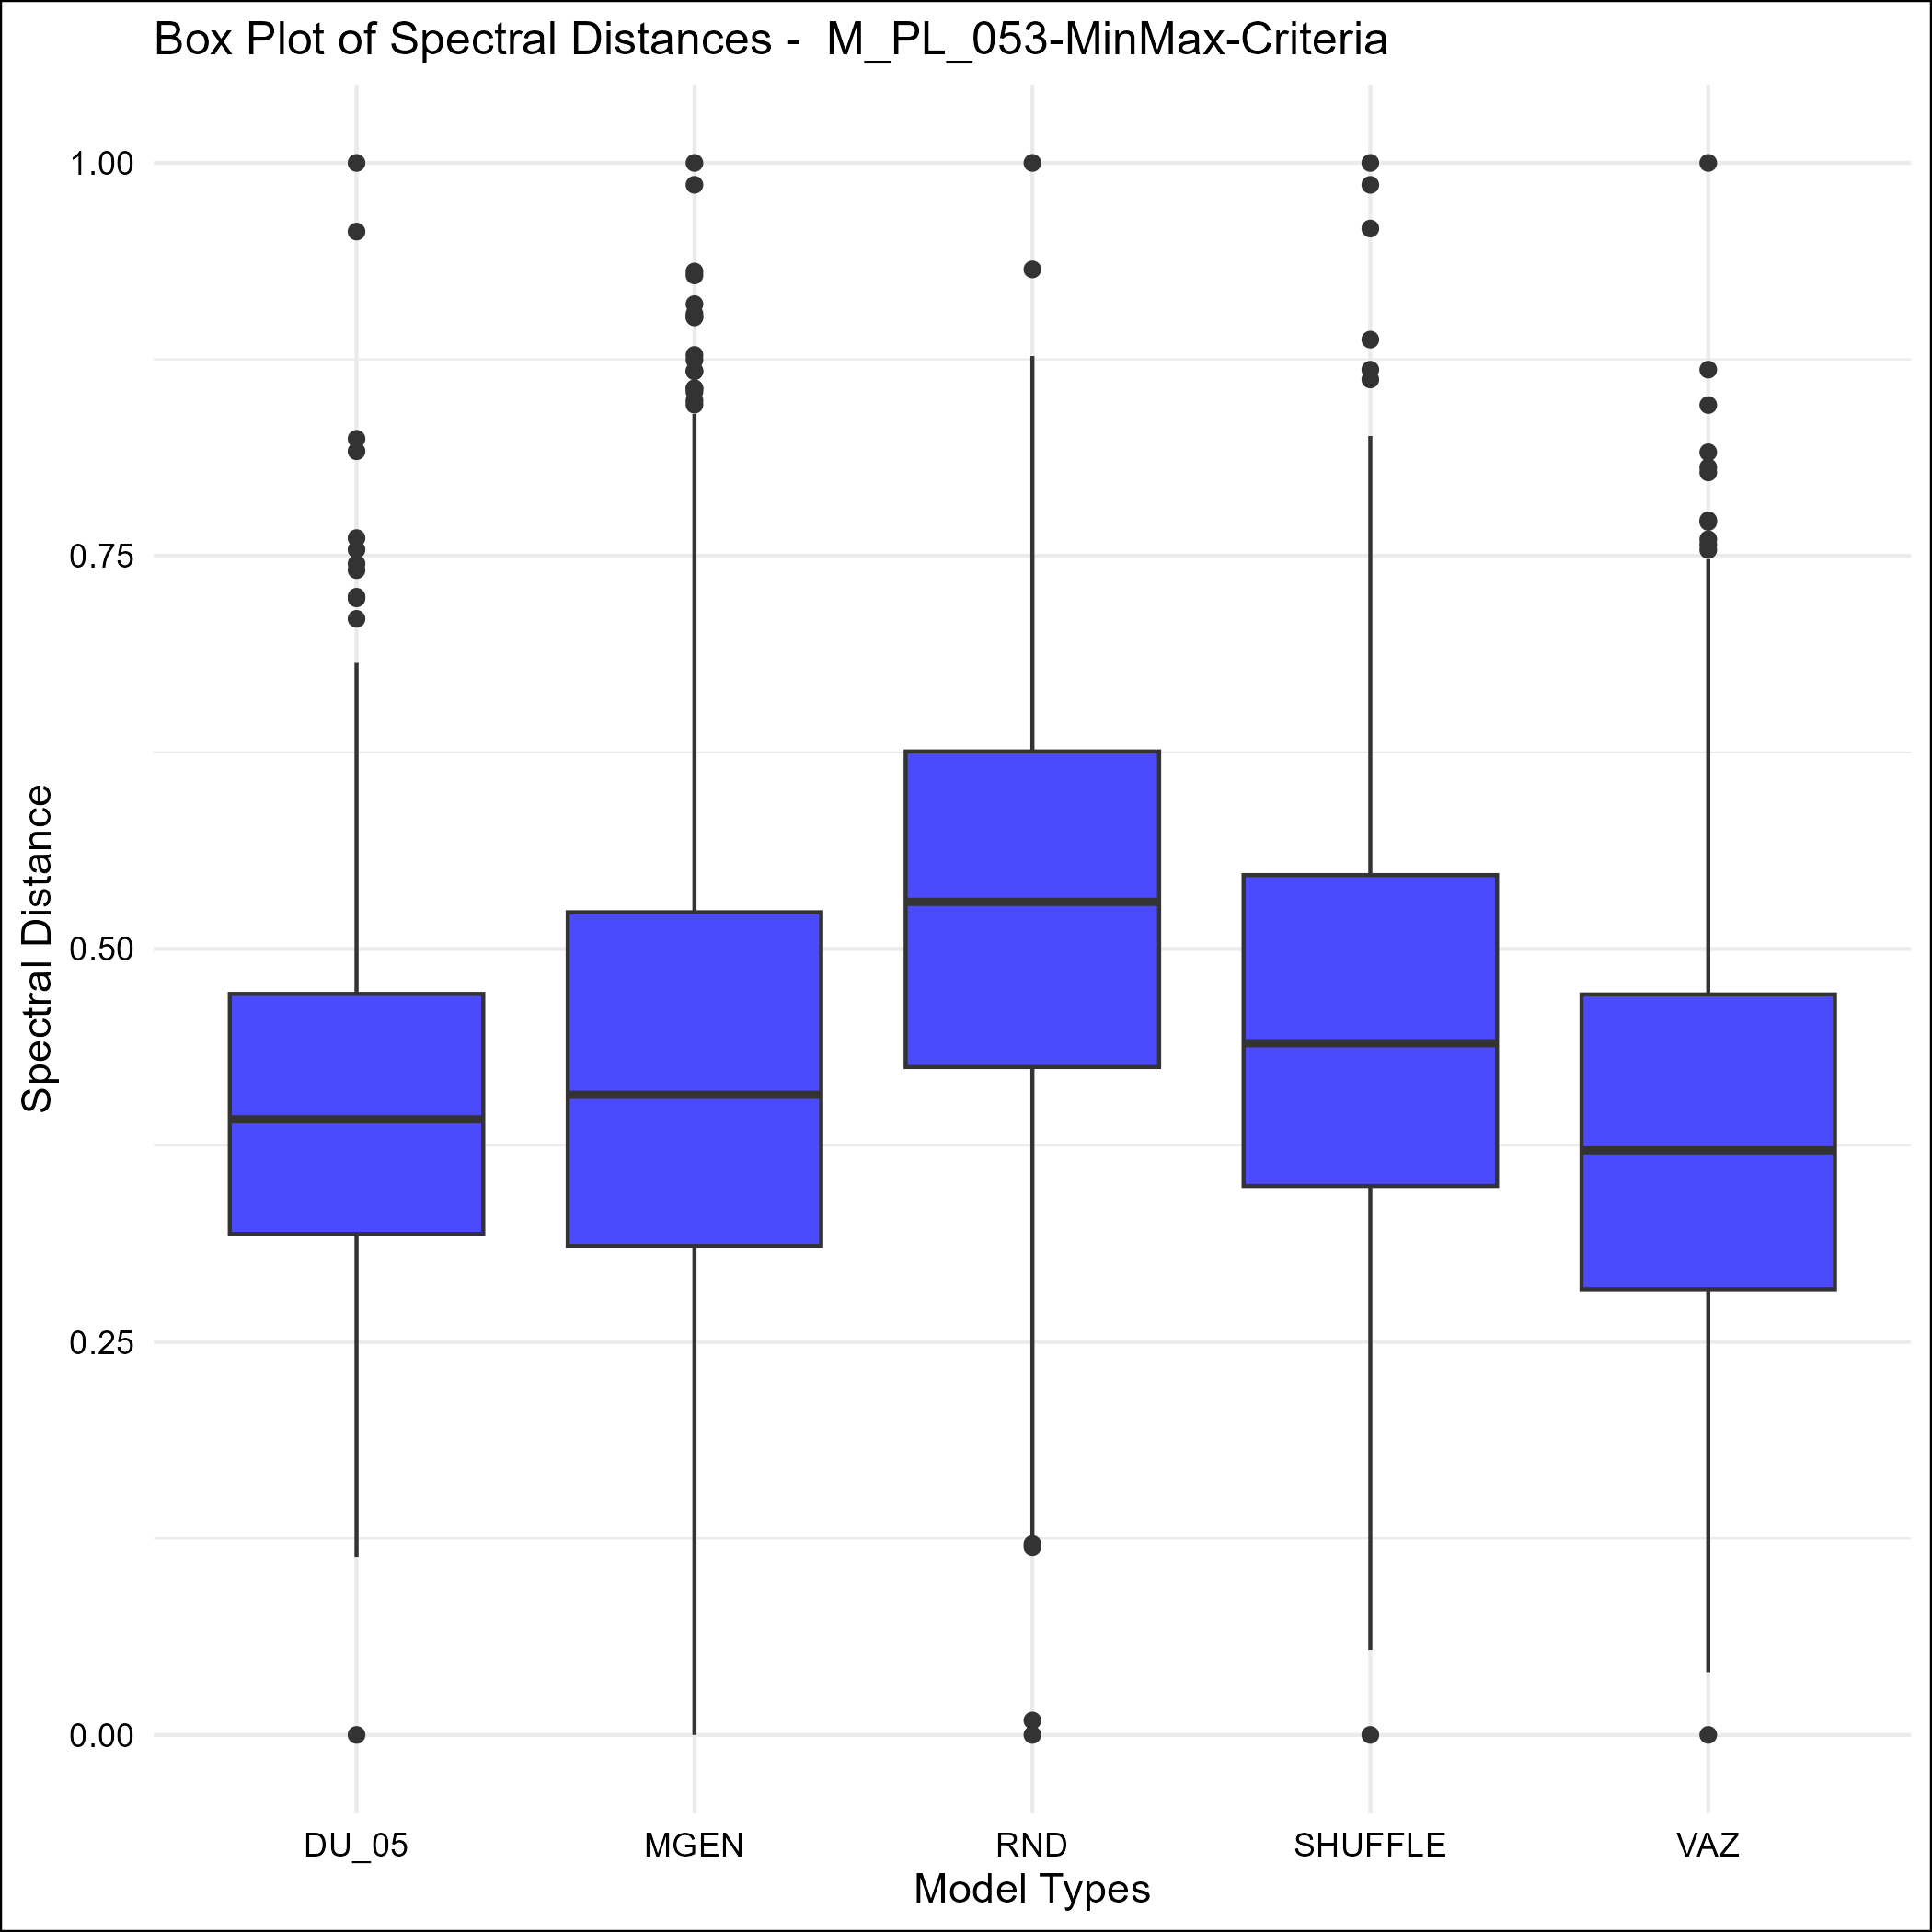 Box Plot of Spectral Distances -  M_PL_053-MinMax-Criteria
1.00
0.75
0.50
0.25
0.00
Spectral Distance
DU_05 MGEN RND SHUFFLE VAZ
Model Types